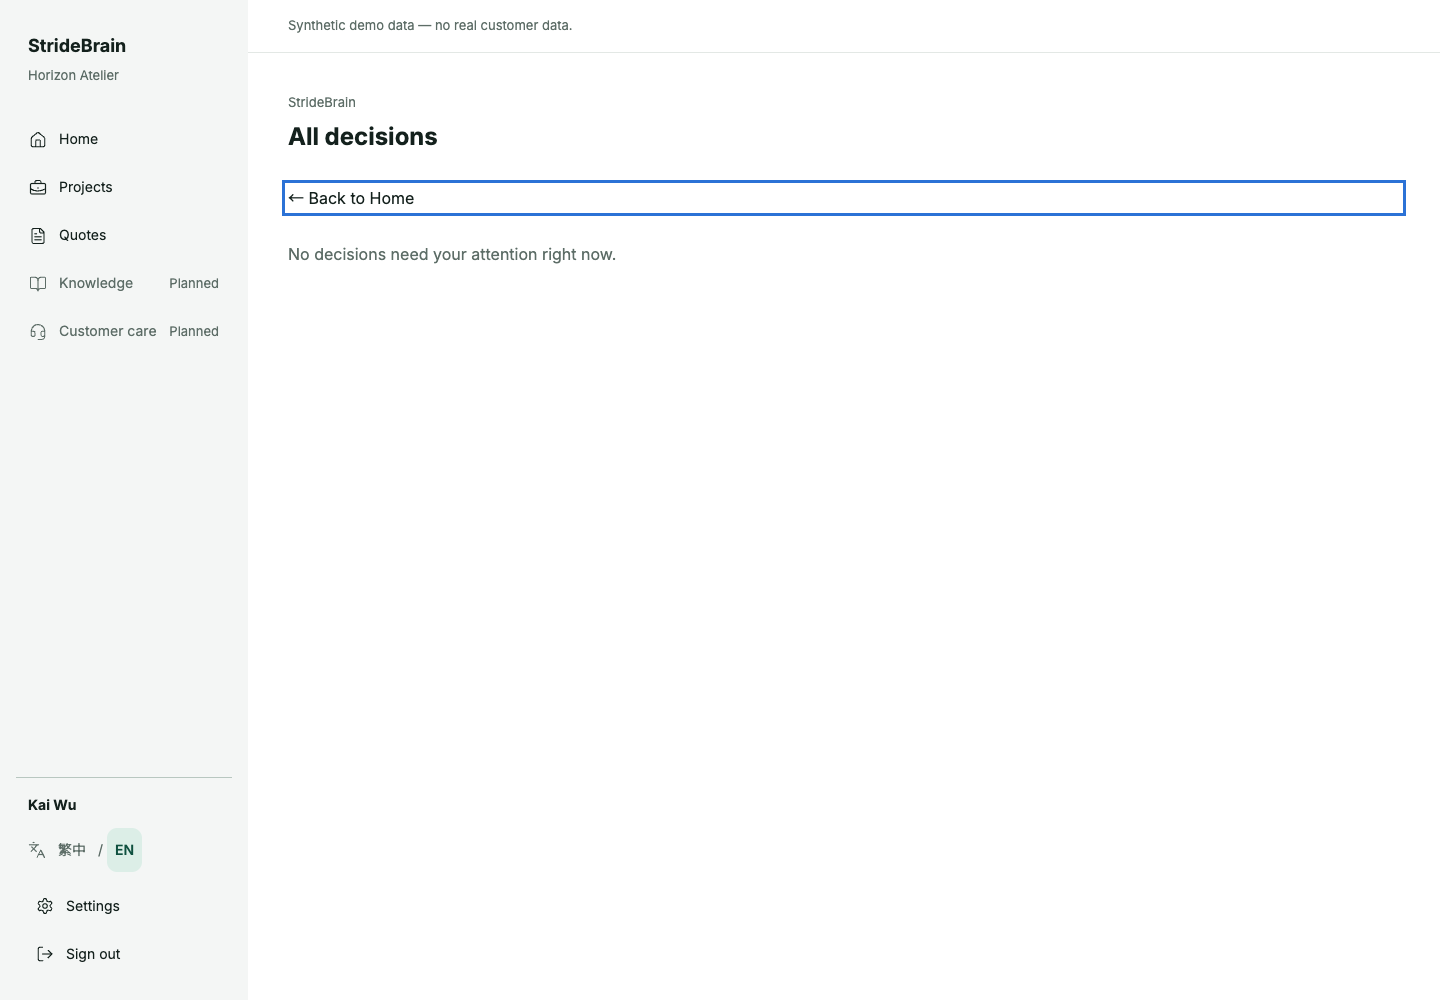 StrideBrain
Horizon Atelier
Home
Projects
Quotes
Knowledge Planned
Customer care Planned
Kai Wu
繁中 / EN
Settings
Sign out
Synthetic demo data — no real customer data.
StrideBrain
All decisions
← Back to Home
No decisions need your attention right now.